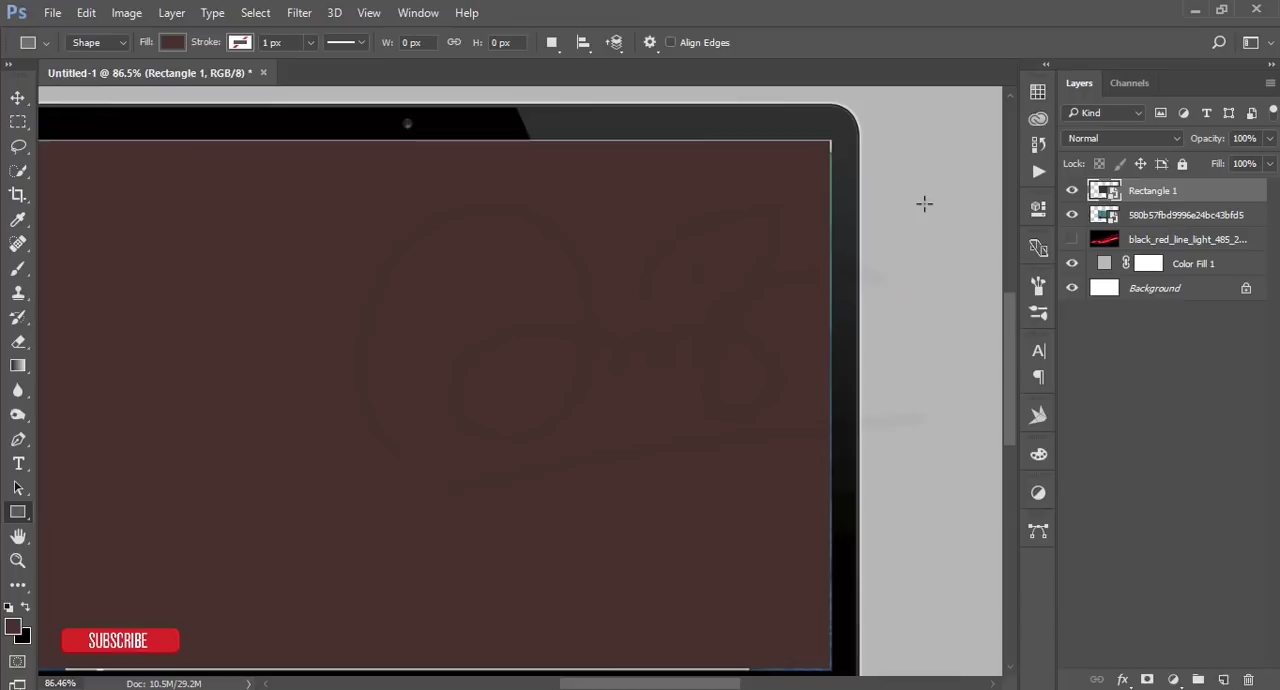 Ps File Edit Image Layer Type Select Filter 3D View Window Help
Shape Fill: Stroke: 1 px W: 0 px H: 0 px Align Edges
Untitled-1 @ 86.5% (Rectangle 1, RGB/8) *
Layers Channels
Kind
Normal Opacity: 100%
Lock: Fill: 100%
Rectangle 1
580b57fbd9996e24bc43bfd5
black_red_line_light_485_2...
Color Fill 1
Background
SUBSCRIBE
86.46% Doc: 10.5M/29.2M